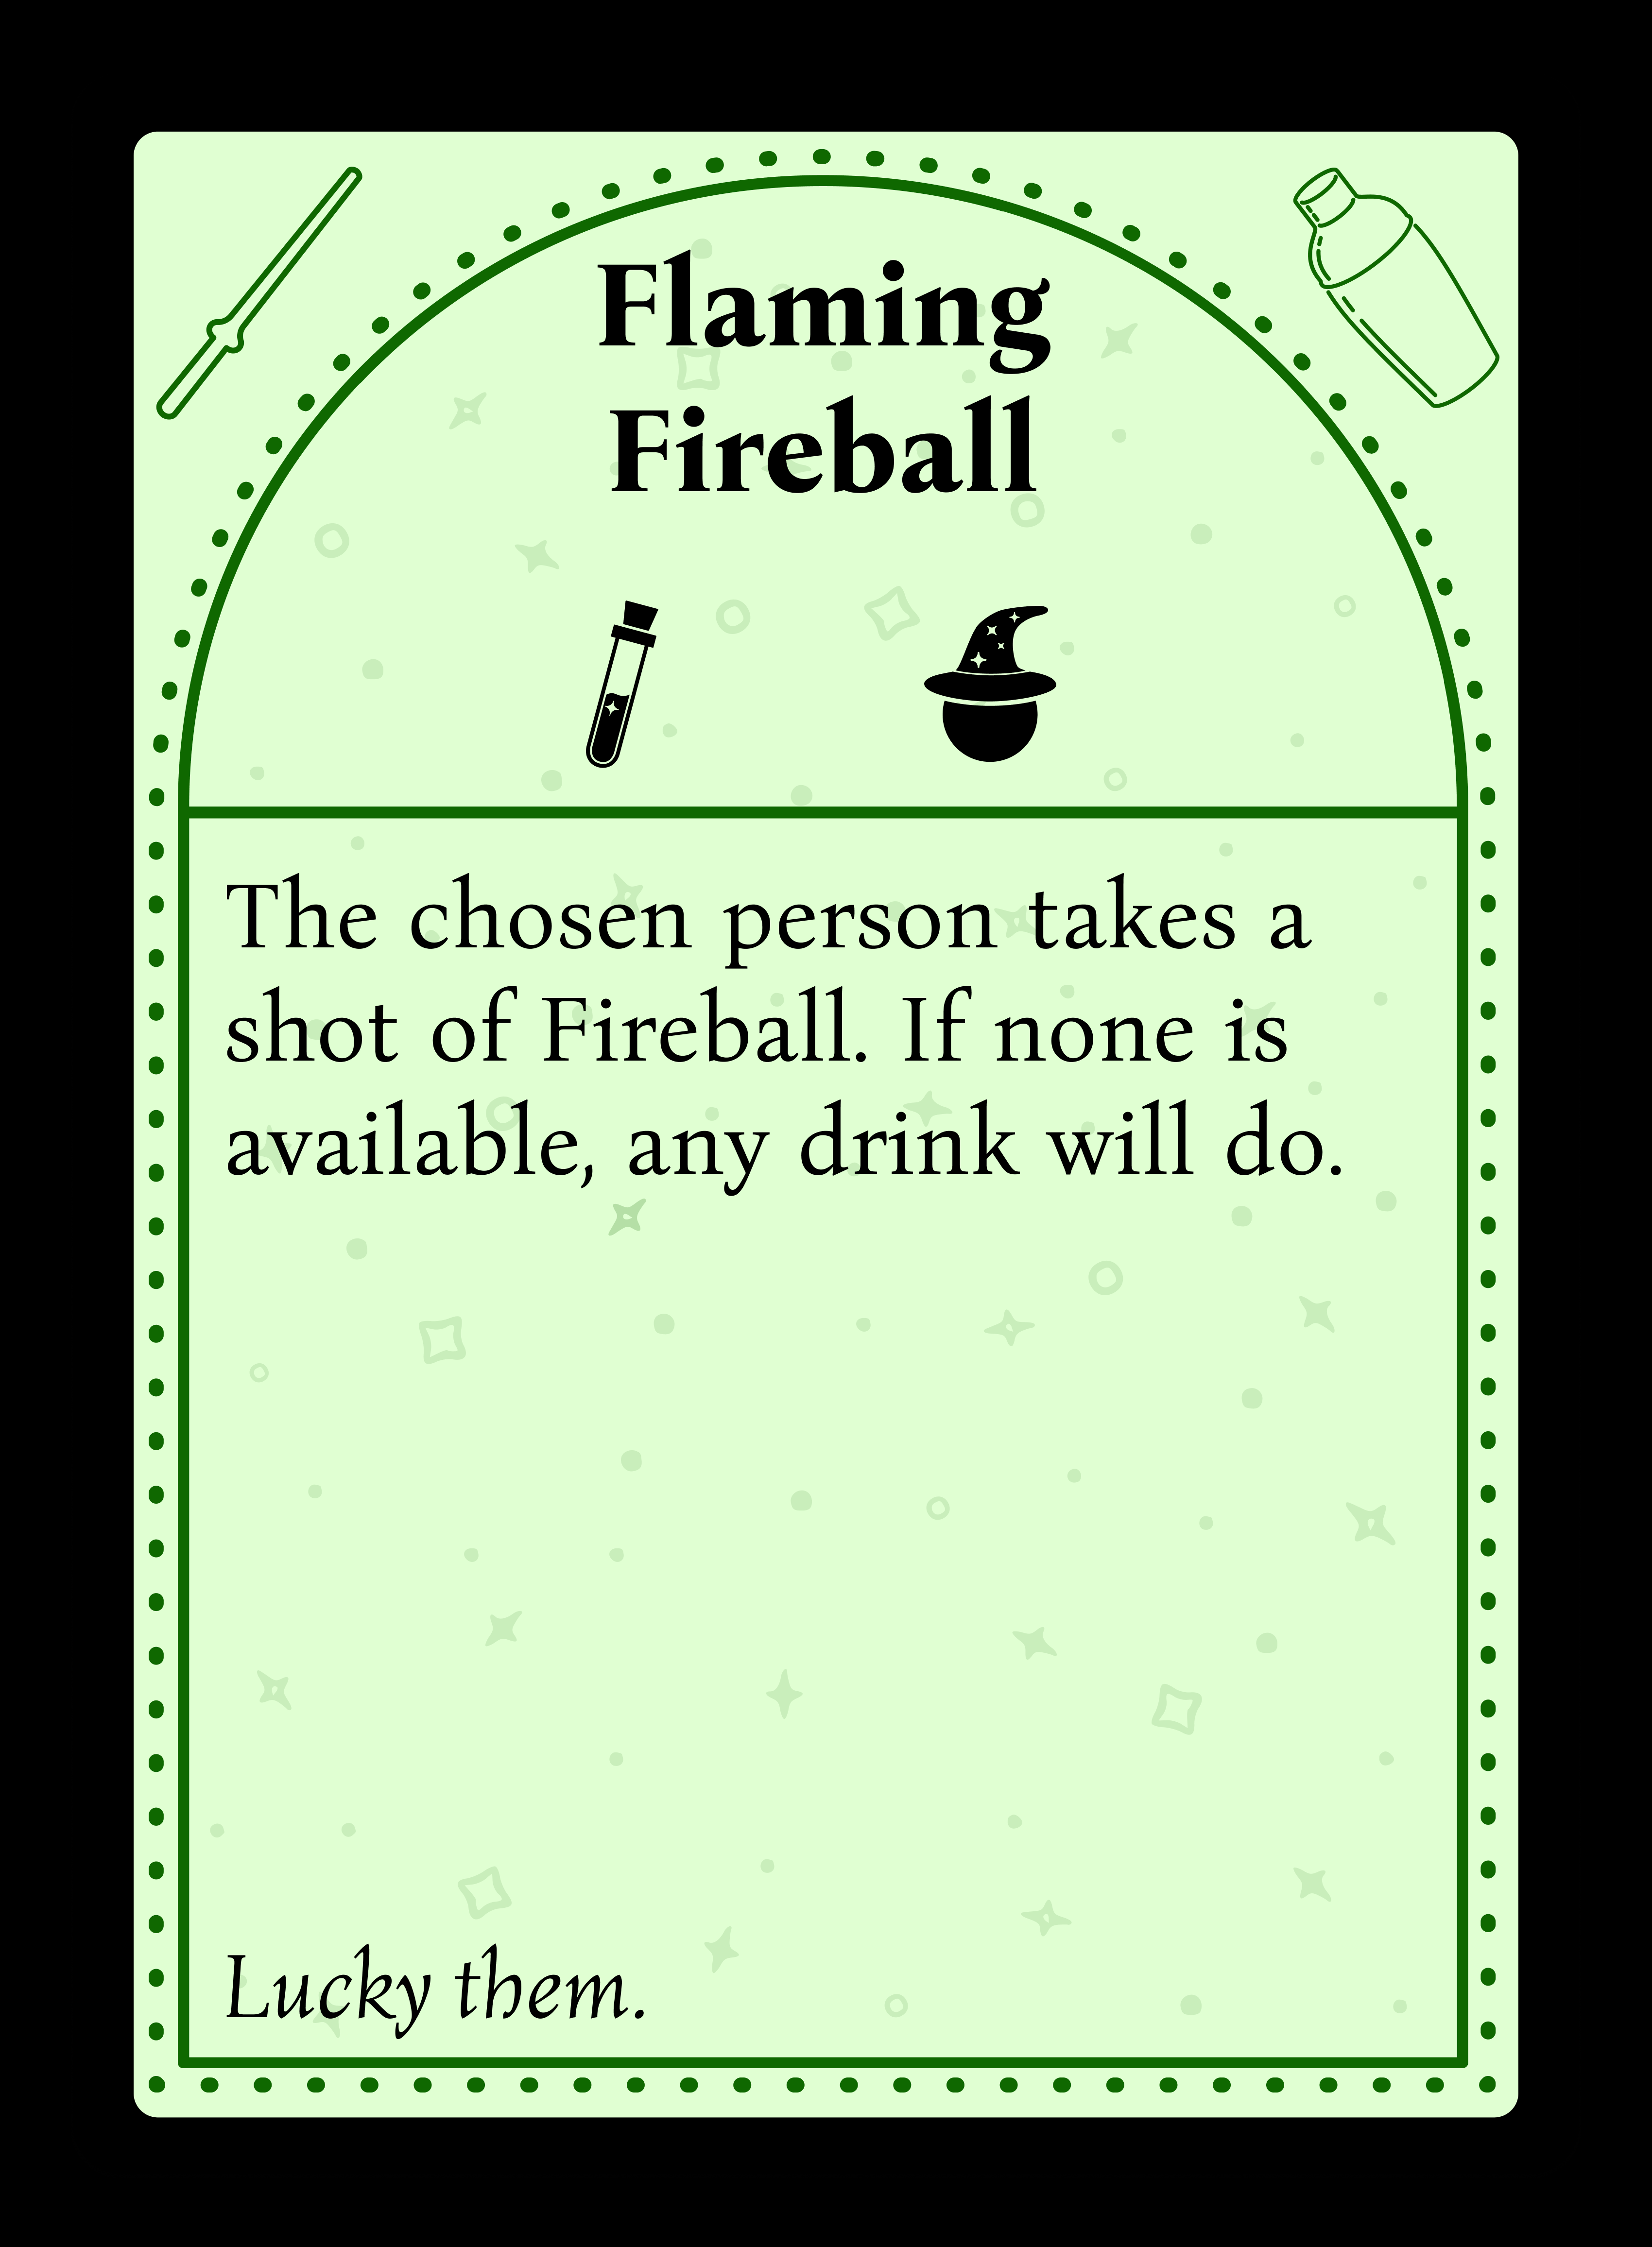 Flaming
Fireball
The chosen person takes a
shot of Fireball. If none is
available, any drink will do.
Lucky them.